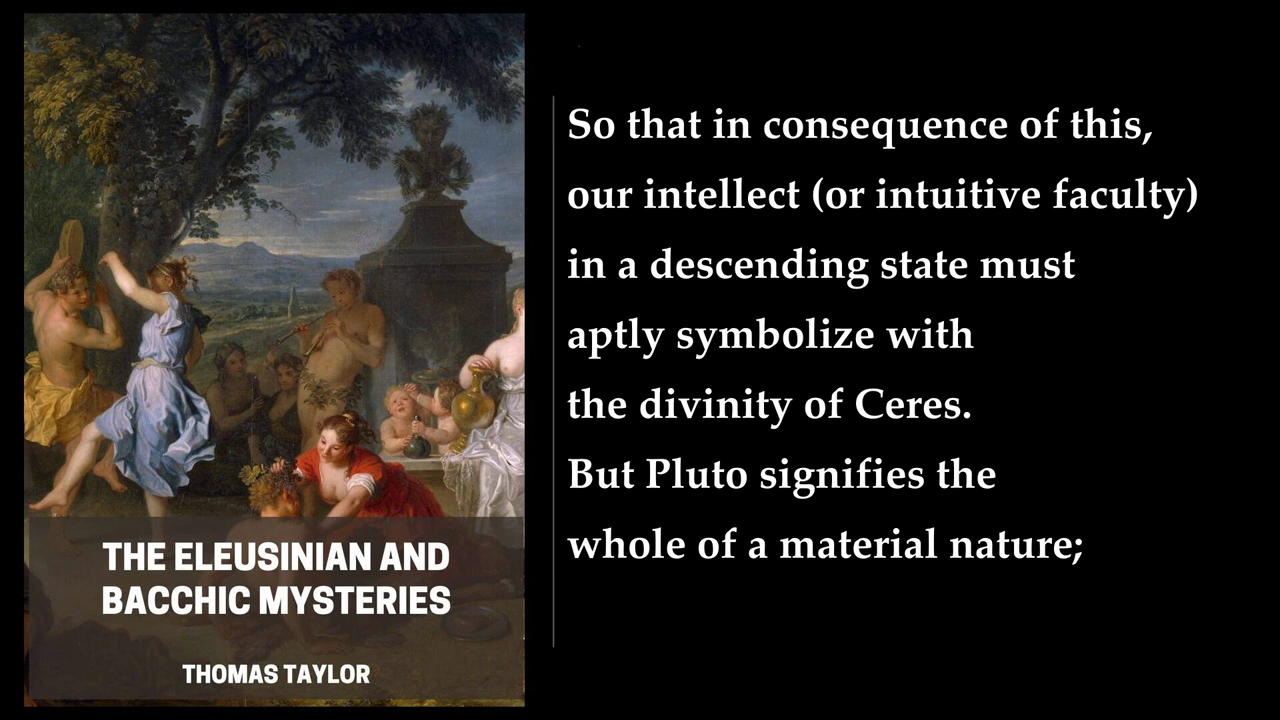 THE ELEUSINIAN AND
BACCHIC MYSTERIES
THOMAS TAYLOR
So that in consequence of this,
our intellect (or intuitive faculty)
in a descending state must
aptly symbolize with
the divinity of Ceres.
But Pluto signifies the
whole of a material nature;